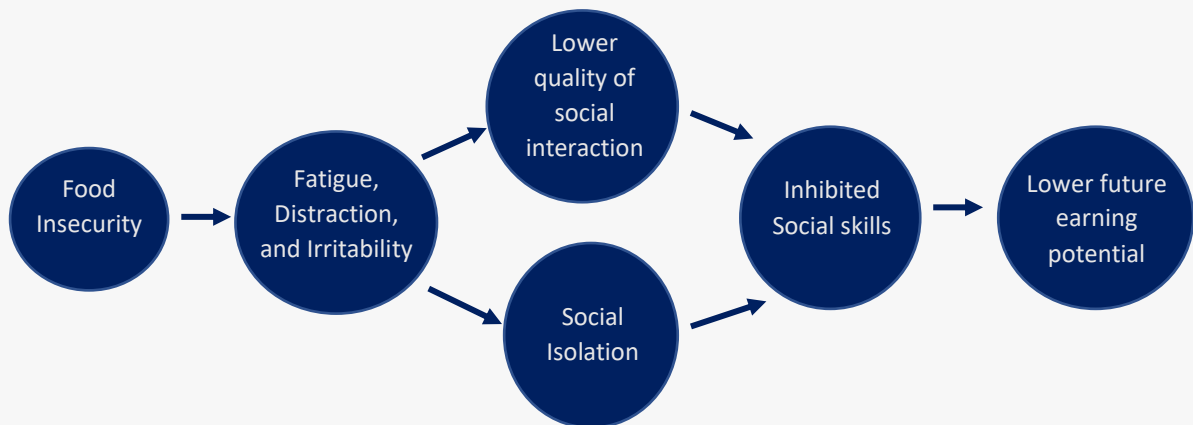 Food
Insecurity
Fatigue,
Distraction,
and Irritability
Lower
quality of
social
interaction
Social
Isolation
Inhibited
Social skills
Lower future
earning
potential